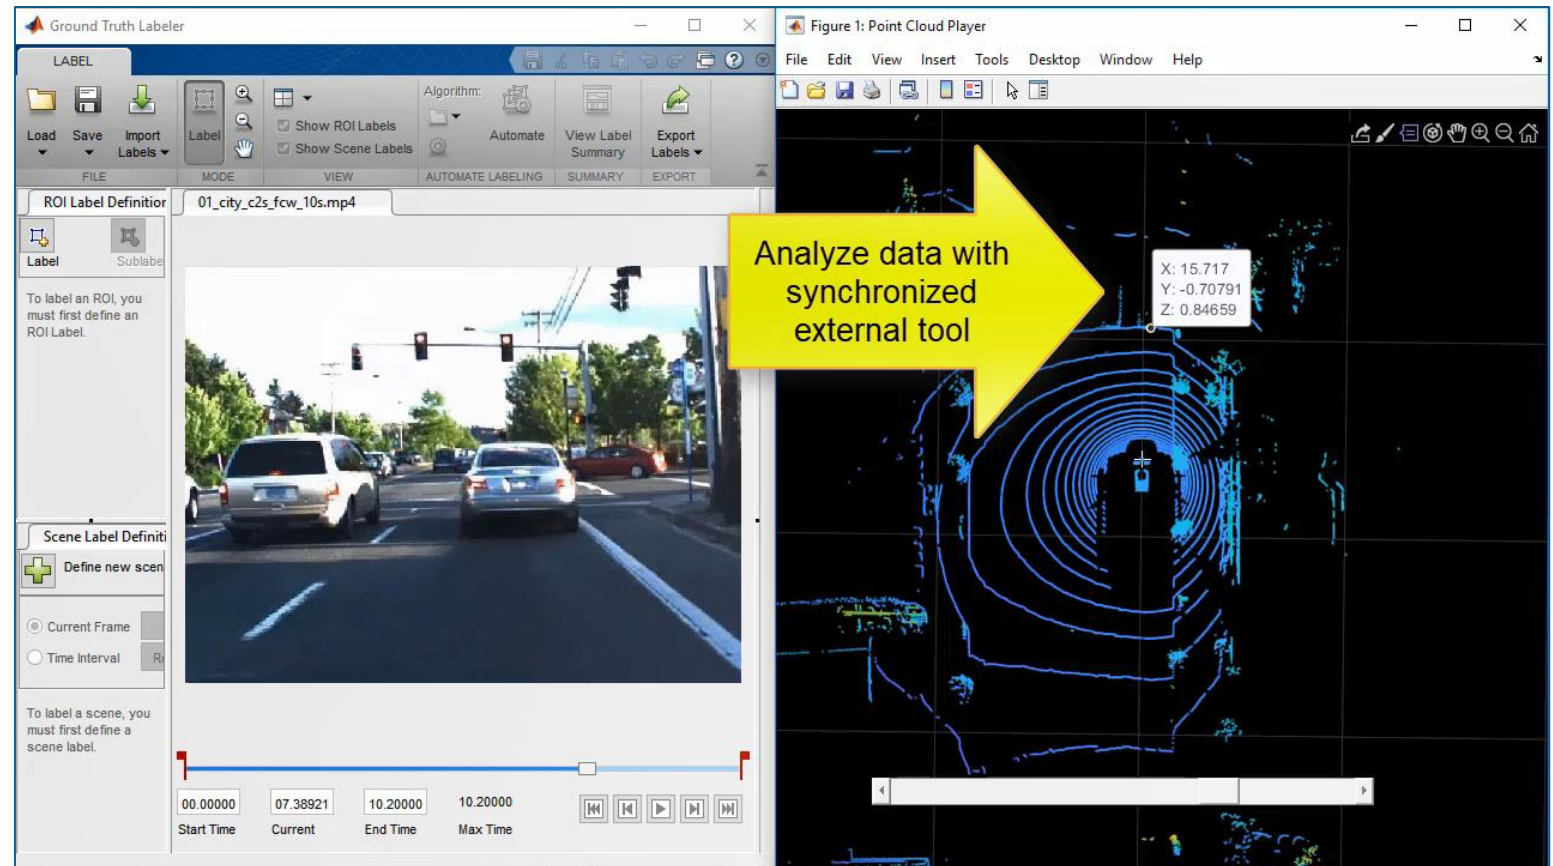 Ground Truth Labeler
LABEL
Load
Save
Import
Labels
FILE
Label
MODE
Show ROI Labels
Show Scene Labels
VIEW
Algorithm:
Automate
AUTOMATE LABELING
View Label
Summary
SUMMARY
Export
Labels
EXPORT
ROI Label Definition
01_city_c2s_fcw_10s.mp4
Label
Sublabe
To label an ROI, you
must first define an
ROI Label.
Scene Label Definiti
Define new scen
Current Frame
Time Interval
To label a scene, you
must first define a
scene label.
00.00000
07.38921
10.20000
10.20000
Start Time
Current
End Time
Max Time
Figure 1: Point Cloud Player
File Edit View Insert Tools Desktop Window Help
Analyze data with
synchronized
external tool
X: 15.717
Y: -0.70791
Z: 0.84659